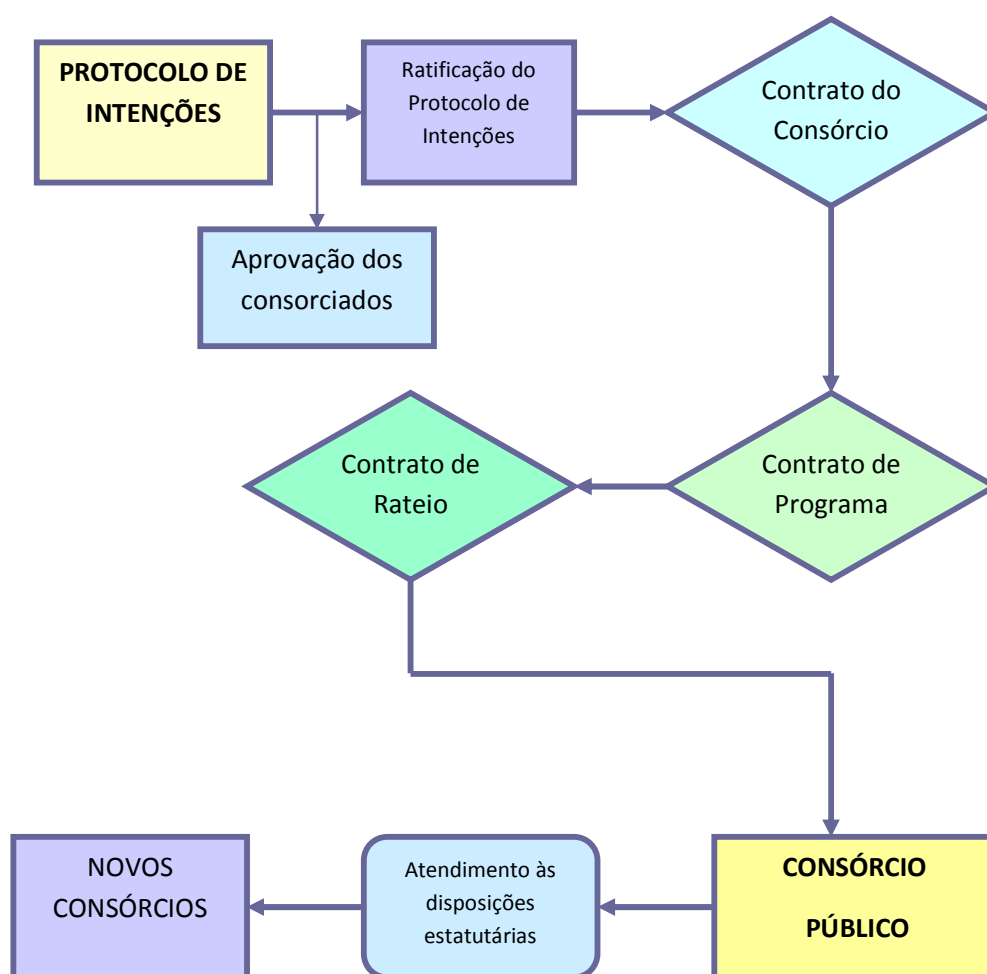 PROTOCOLO DE
INTENÇÕES
Ratificação do
Protocolo de
Intenções
Contrato do
Consórcio
Aprovação dos
consorciados
Contrato de
Rateio
Contrato de
Programa
NOVOS
CONSÓRCIOS
Atendimento às
disposições
estatutárias
CONSÓRCIO
PÚBLICO